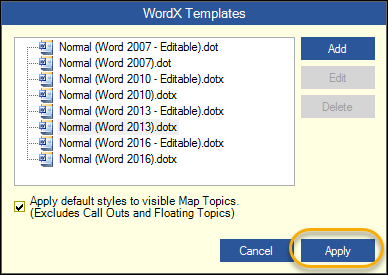 WordX Templates
Normal (Word 2007 - Editable).dot
Normal (Word 2007).dot
Normal (Word 2010 - Editable).dotx
Normal (Word 2010).dotx
Normal (Word 2013 - Editable).dotx
Normal (Word 2013).dotx
Normal (Word 2016 - Editable).dotx
Normal (Word 2016).dotx
Add
Edit
Delete
Apply default styles to visible Map Topics.
(Excludes Call Outs and Floating Topics)
Cancel
Apply